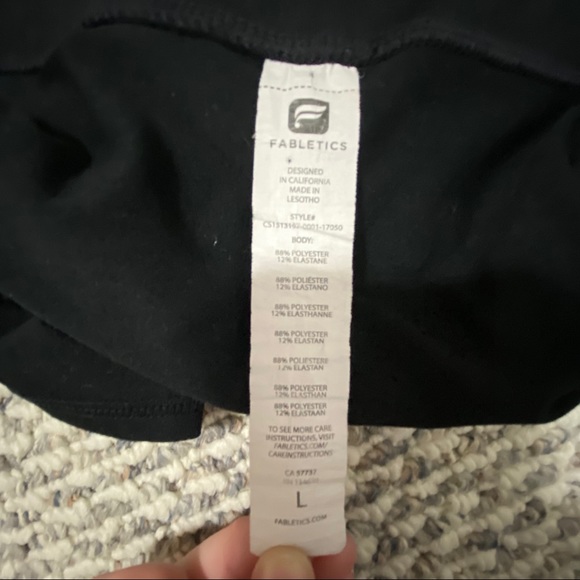 FABLETICS
DESIGNED
IN CALIFORNIA
MADE IN
LESOTHO
STYLE#
BODY:
88% POLYESTER
12% ELASTANE
88% POLIÉSTER
12% ELASTANO
88% POLYESTER
12% ELASTHANNE
88% POLYESTER
12% ELASTAN
88% POLIESTERE
12% ELASTAN
88% POLYESTER
12% ELASTHAN
88% POLYESTER
12% ELASTAAN
TO SEE MORE CARE
INSTRUCTIONS, VISIT
FABLETICS.COM/
CAREINSTRUCTIONS
CA 57737
L
FABLETICS.COM